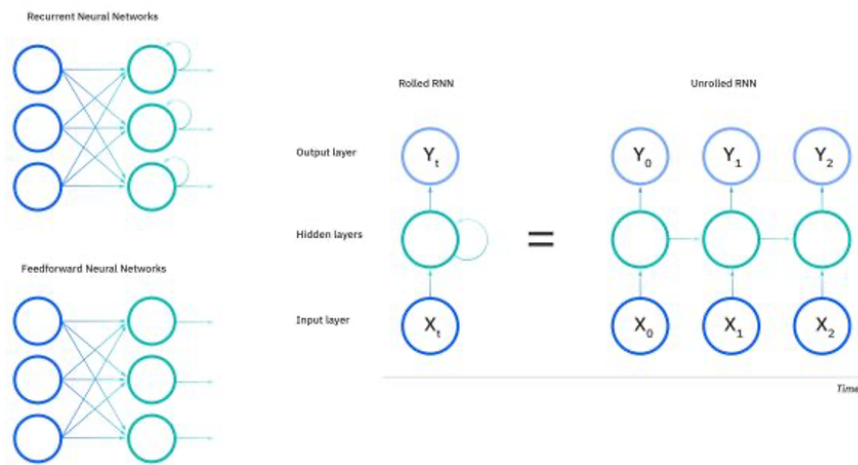 Recurrent Neural Networks
Feedforward Neural Networks
Rolled RNN
Unrolled RNN
Output layer
Yt
Y0
Y1
Y2
Hidden layers
=
Input layer
Xt
X0
X1
X2
Time